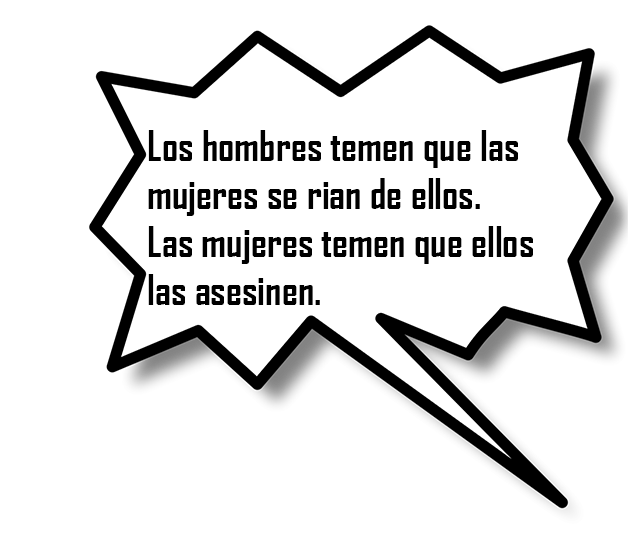 Los hombres temen que las
mujeres se rian de ellos.
Las mujeres temen que ellos
las asesinen.